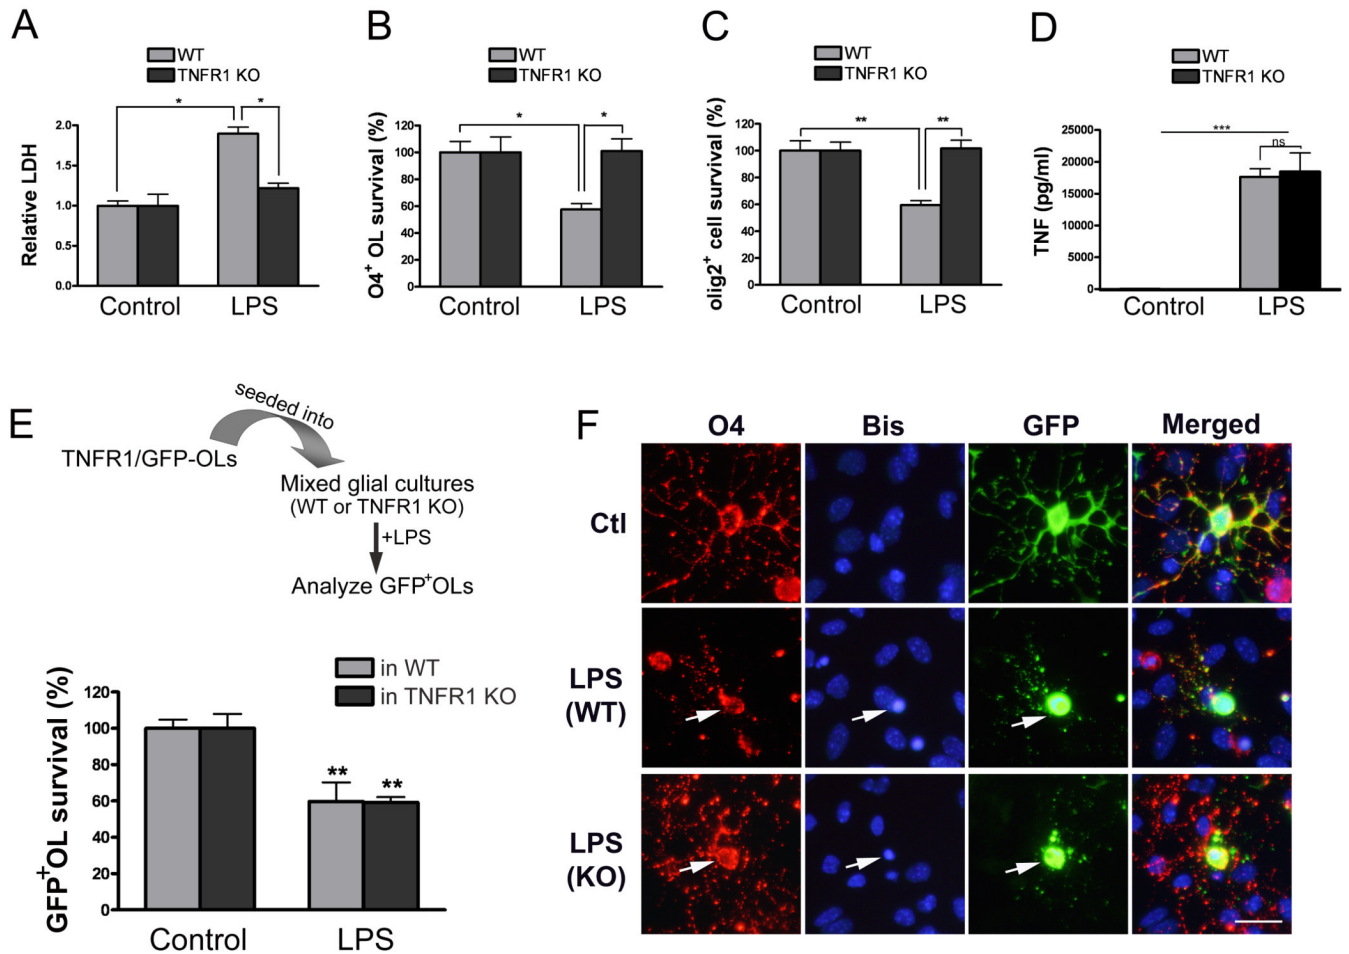 A
WT
TNFR1 KO
* *
Relative LDH
2.0
1.5
1.0
0.5
0.0
Control LPS
B
WT
TNFR1 KO
* *
O4+ OL survival (%)
120
100
80
60
40
20
0
Control LPS
C
WT
TNFR1 KO
** **
olig2+ cell survival (%)
120
100
80
60
40
20
0
Control LPS
D
WT
TNFR1 KO
***
ns
TNF (pg/ml)
25000
20000
15000
10000
5000
0
Control LPS
E
seeded into
TNFR1/GFP-OLs
Mixed glial cultures
(WT or TNFR1 KO)
+LPS
Analyze GFP+OLs
in WT
in TNFR1 KO
GFP+OL survival (%)
120
100
80
60
40
20
0
** **
Control LPS
F
O4 Bis GFP Merged
Ctl
LPS
(WT)
LPS
(KO)